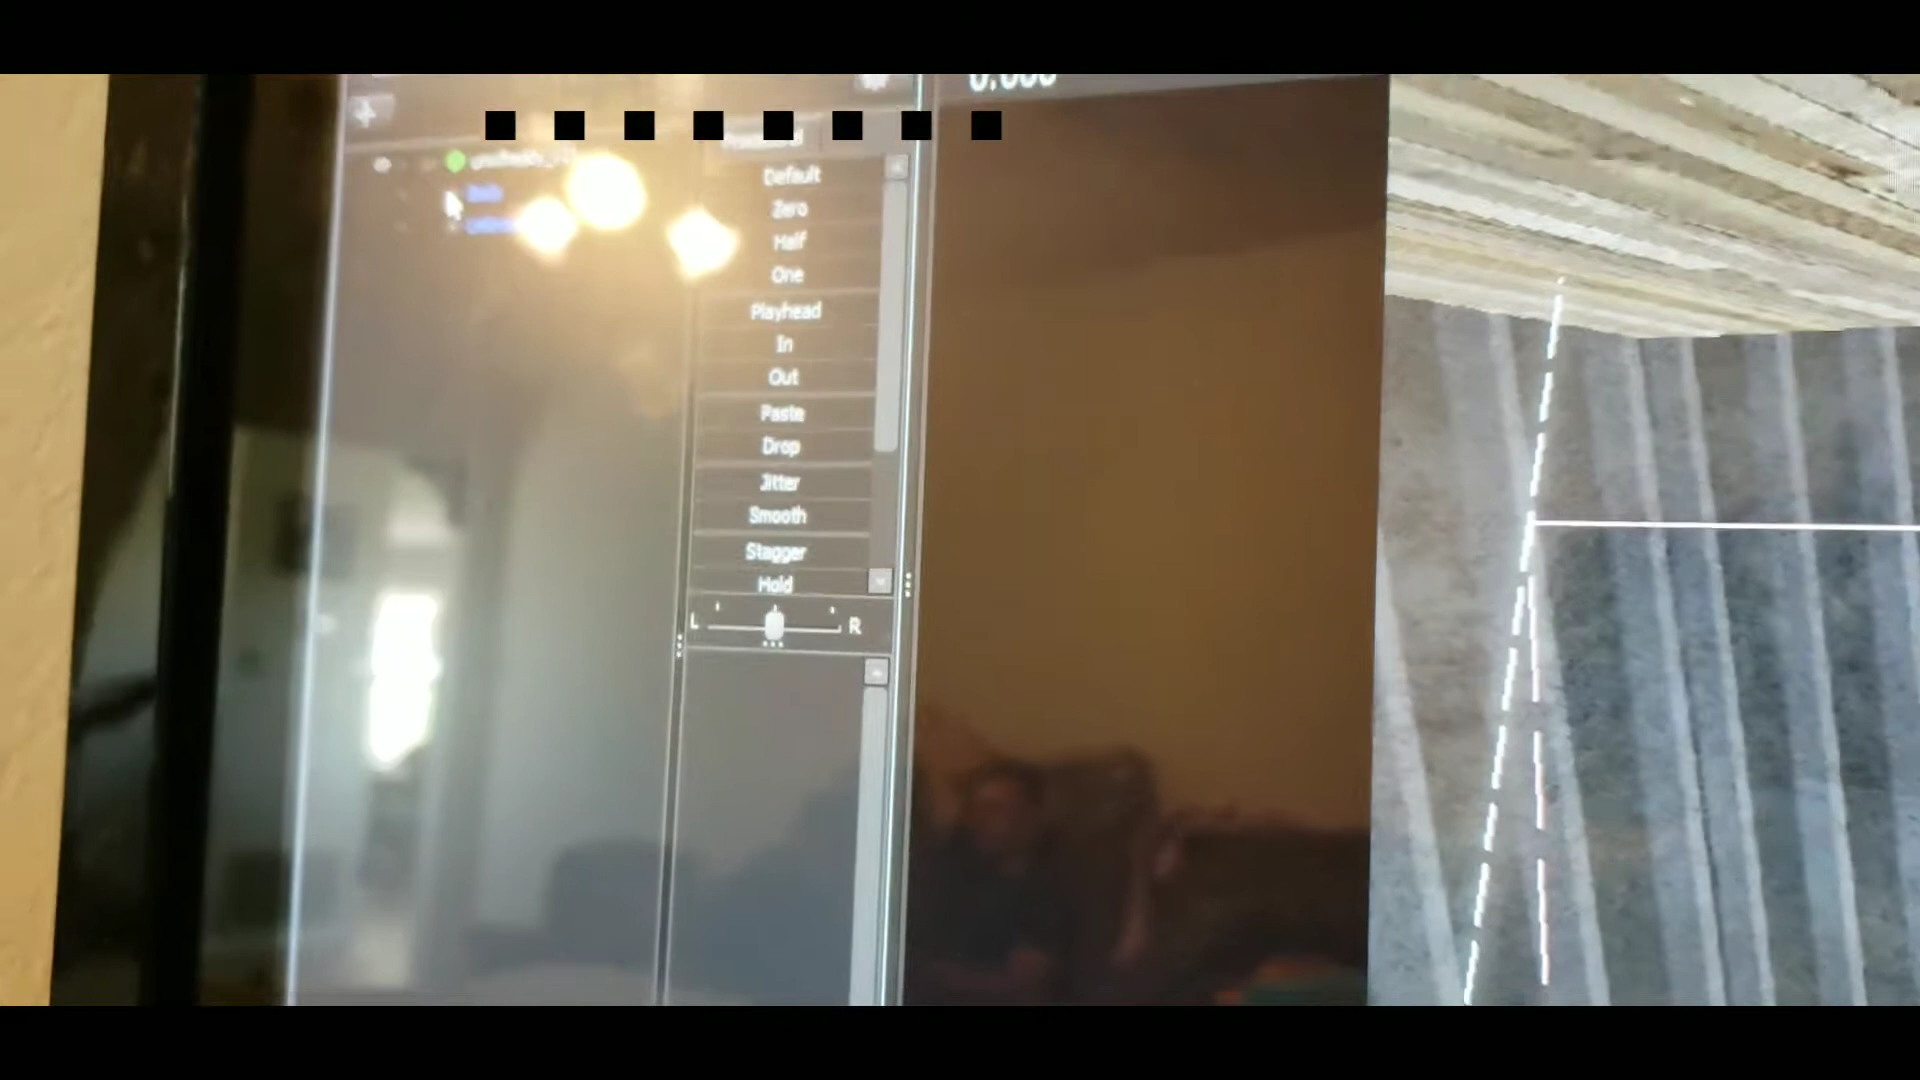 Default
Zero
Half
One
Playhead
In
Out
Paste
Drop
Jitter
Smooth
Stagger
Hold
L R